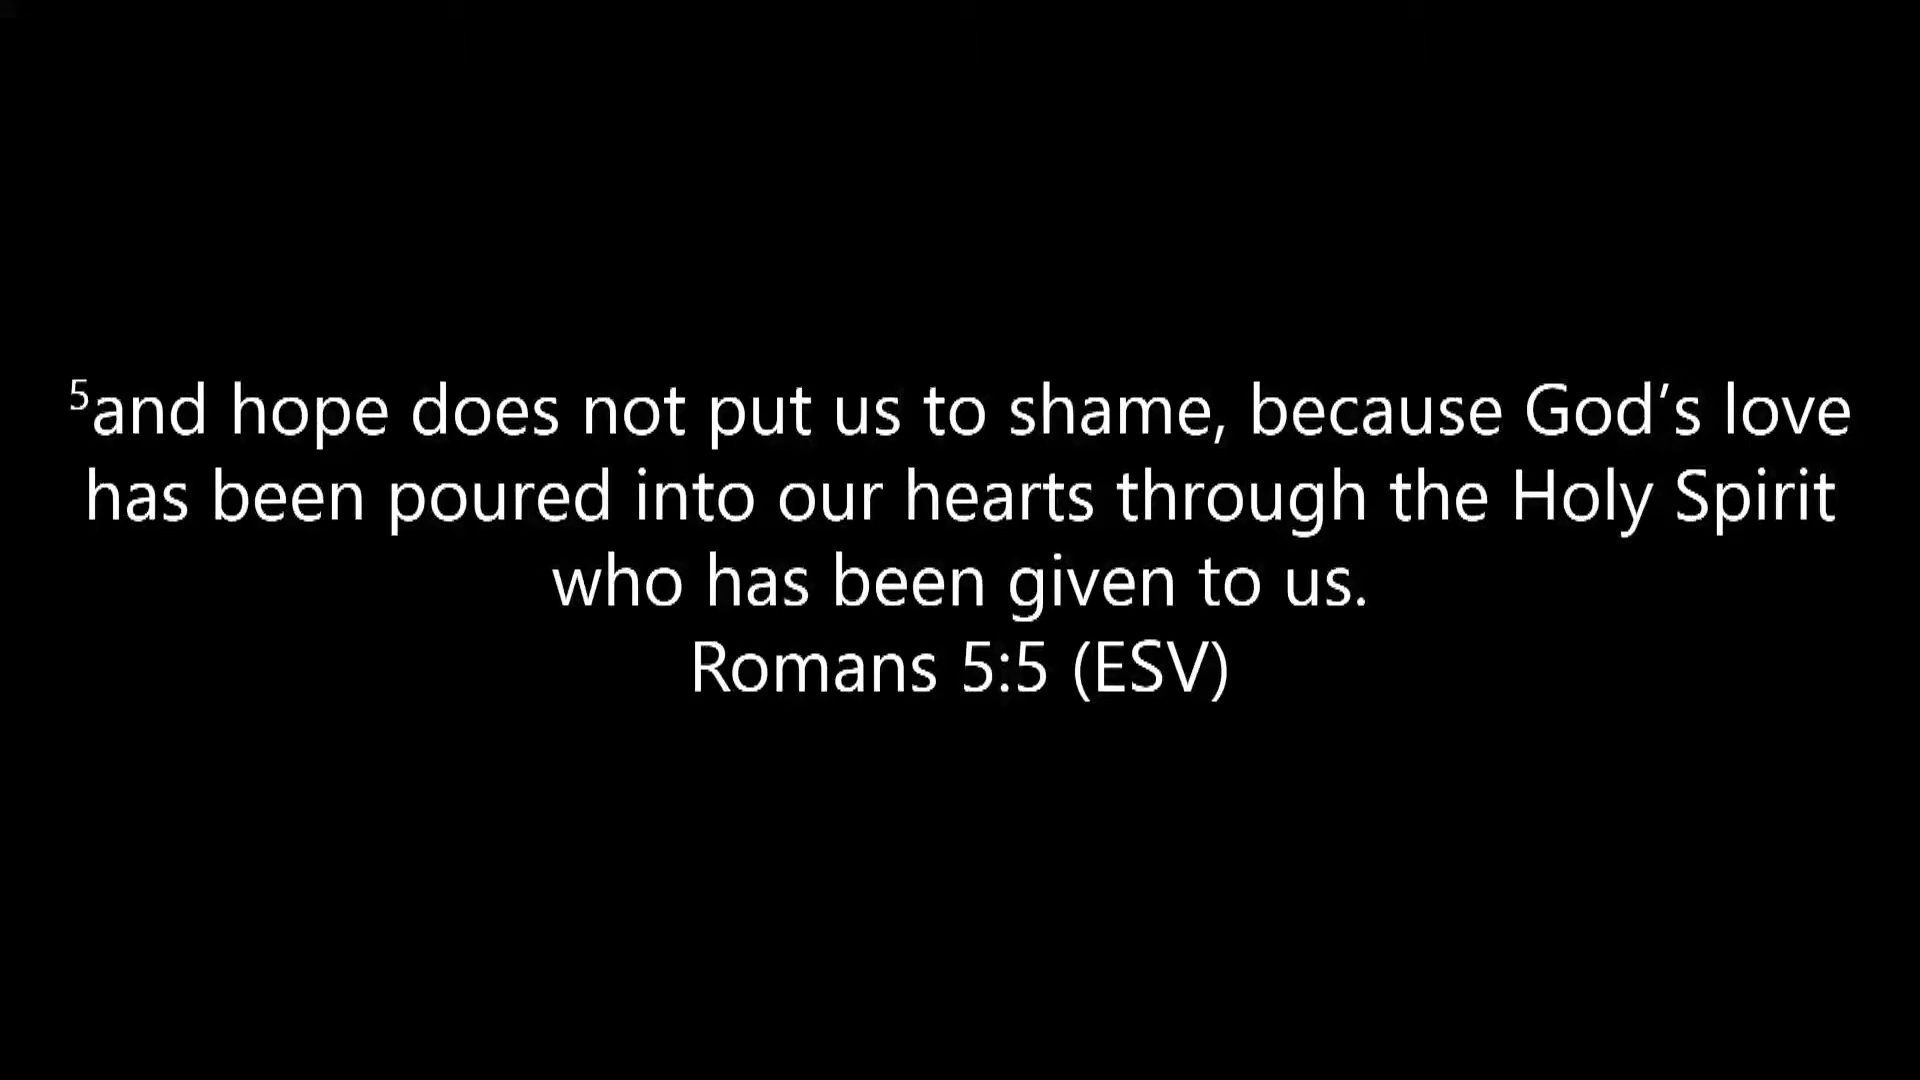 ⁵and hope does not put us to shame, because God’s love
has been poured into our hearts through the Holy Spirit
who has been given to us.
Romans 5:5 (ESV)